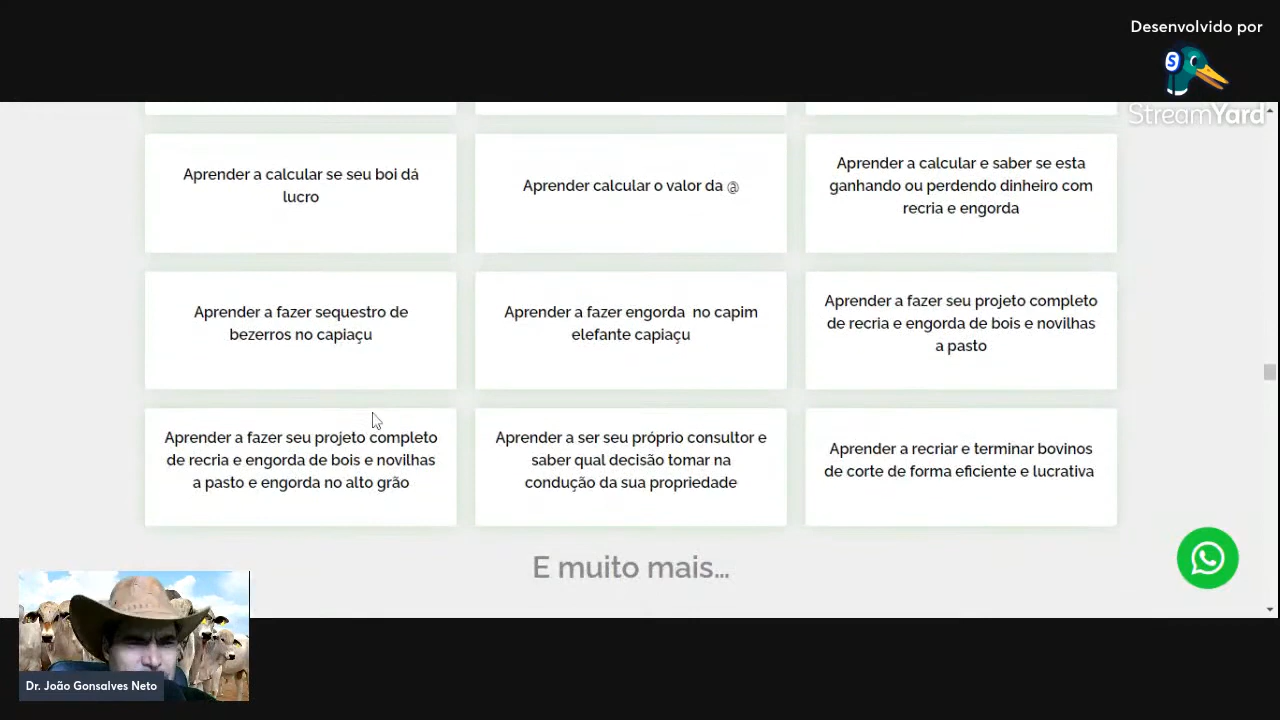 Desenvolvido por
StreamYard
Aprender a calcular se seu boi dá
lucro
Aprender calcular o valor da @
Aprender a calcular e saber se esta
ganhando ou perdendo dinheiro com
recria e engorda
Aprender a fazer sequestro de
bezerros no capiaçu
Aprender a fazer engorda no capim
elefante capiaçu
Aprender a fazer seu projeto completo
de recria e engorda de bois e novilhas
a pasto
Aprender a fazer seu projeto completo
de recria e engorda de bois e novilhas
a pasto e engorda no alto grão
Aprender a ser seu próprio consultor e
saber qual decisão tomar na
condução da sua propriedade
Aprender a recriar e terminar bovinos
de corte de forma eficiente e lucrativa
E muito mais...
Dr. João Gonsalves Neto